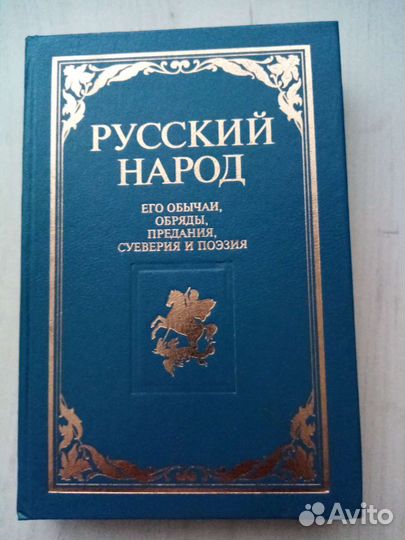 РУССКИЙ
НАРОД
ЕГО ОБЫЧАИ,
ОБРЯДЫ,
ПРЕДАНИЯ,
СУЕВЕРИЯ И ПОЭЗИЯ
Avito